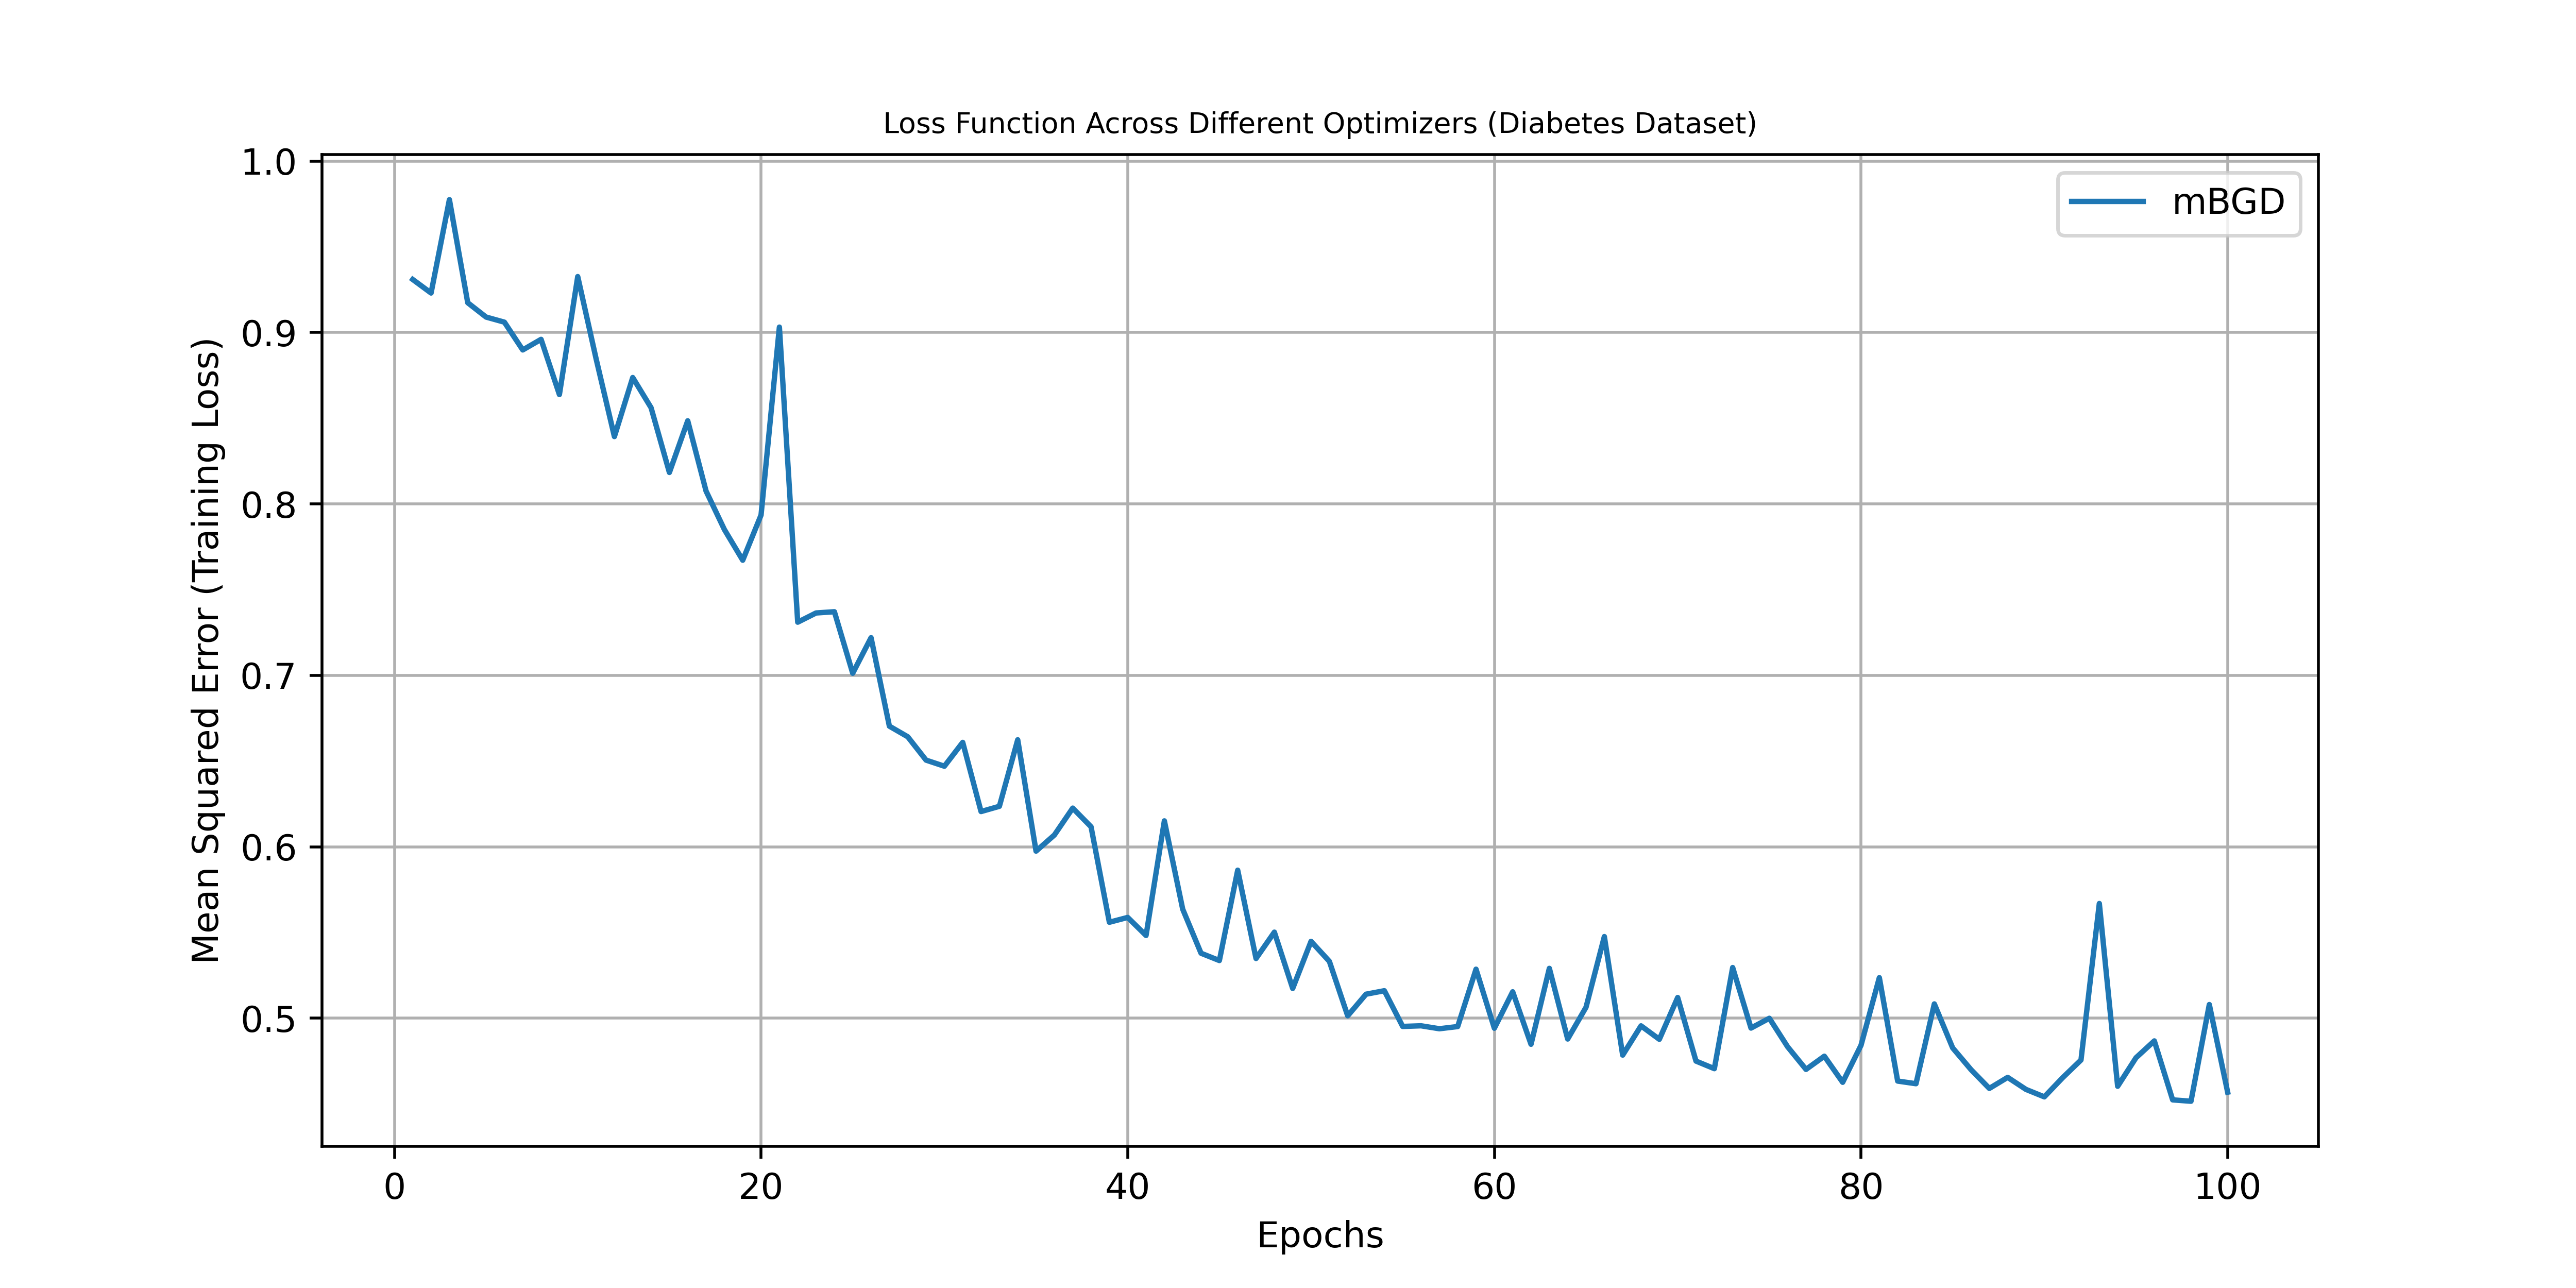 Loss Function Across Different Optimizers (Diabetes Dataset)
mBGD
Mean Squared Error (Training Loss)
1.0
0.9
0.8
0.7
0.6
0.5
0 20 40 60 80 100
Epochs